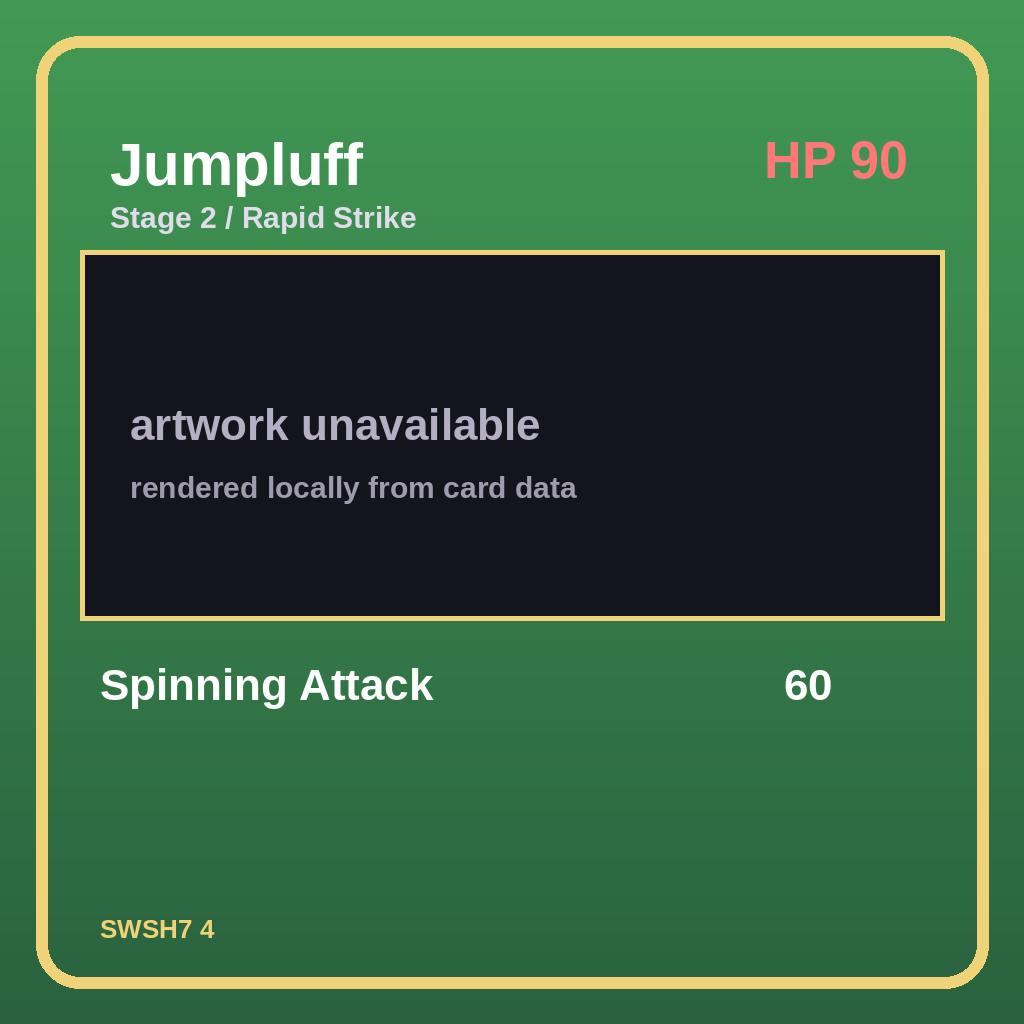 Jumpluff
HP 90
Stage 2 / Rapid Strike
artwork unavailable
rendered locally from card data
Spinning Attack
60
SWSH7 4